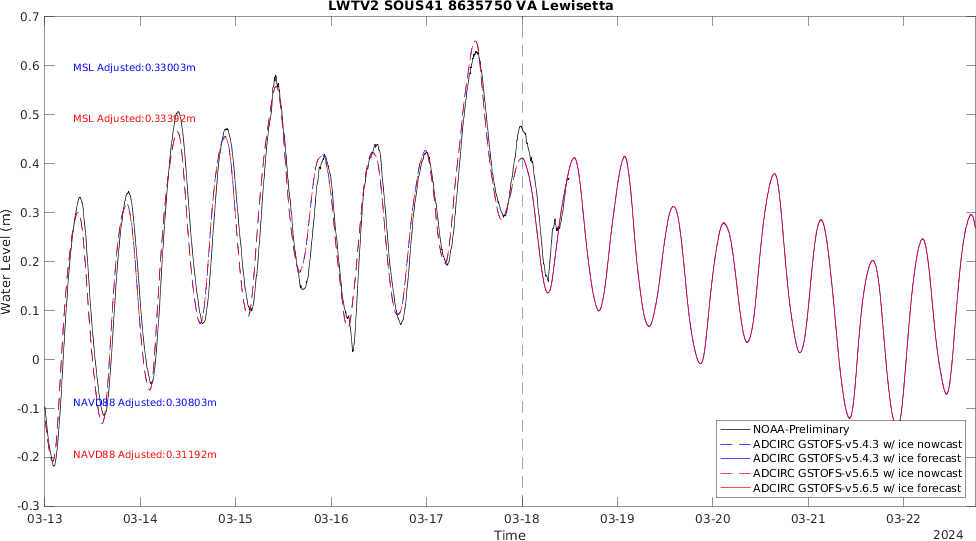 LWTV2 SOUS41 8635750 VA Lewisetta
0.7
0.6
0.5
0.4
0.3
0.2
0.1
0
-0.1
-0.2
-0.3
Water Level (m)
MSL Adjusted:0.33003m
MSL Adjusted:0.33392m
NAVD88 Adjusted:0.30803m
NAVD88 Adjusted:0.31192m
NOAA-Preliminary
ADCIRC GSTOFS-v5.4.3 w/ ice nowcast
ADCIRC GSTOFS-v5.4.3 w/ ice forecast
ADCIRC GSTOFS-v5.6.5 w/ ice nowcast
ADCIRC GSTOFS-v5.6.5 w/ ice forecast
03-13 03-14 03-15 03-16 03-17 03-18 03-19 03-20 03-21 03-22
Time
2024